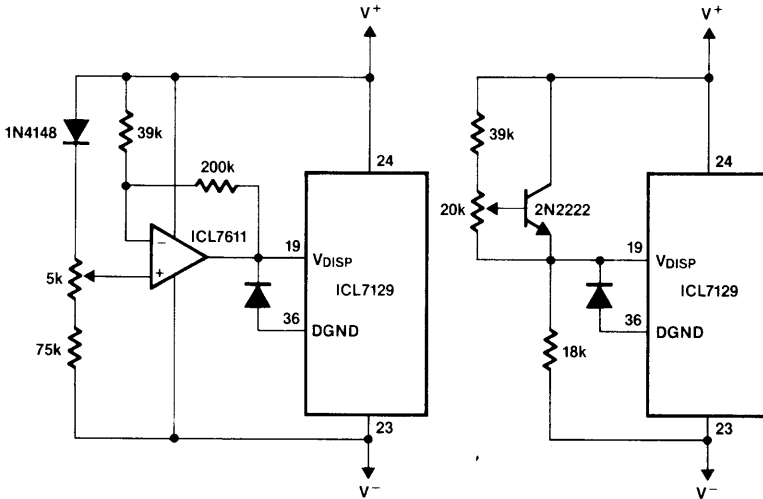 V+
1N4148
39k
200k
ICL7611
−
+
5k
75k
24
19
VDISP
ICL7129
36
DGND
23
V−
V+
39k
20k
2N2222
24
19
VDISP
ICL7129
36
DGND
18k
23
V−